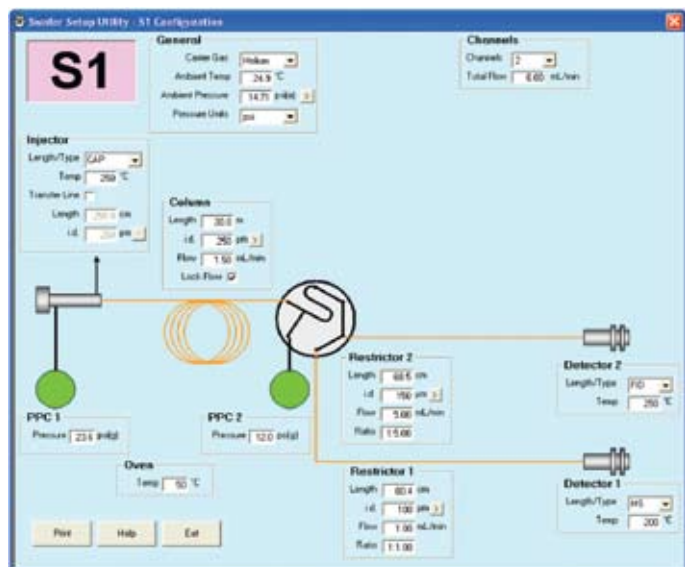 Swafer Setup Utility - S1 Configuration
S1
General
Carrier Gas Helium
Ambient Temp 24.9 °C
Ambient Pressure 14.71 psi(a)
Pressure Units psi
Channels
Channels 2
Total Flow 6.00 mL/min
Injector
Length/Type CAP
Temp 250 °C
Transfer Line
Length cm
i.d. µm
Column
Length 30.0 m
i.d. 250 µm
Flow 1.50 mL/min
Lock Flow
PPC 1
Pressure 23.6 psi(g)
PPC 2
Pressure 12.0 psi(g)
Oven
Temp 50 °C
Restrictor 2
Length 60.5 cm
i.d. 150 µm
Flow 5.00 mL/min
Ratio 1:5.00
Detector 2
Length/Type FID
Temp 250 °C
Restrictor 1
Length 60.4 cm
i.d. 100 µm
Flow 1.00 mL/min
Ratio 1:1.00
Detector 1
Length/Type MS
Temp 200 °C
Print
Help
Exit